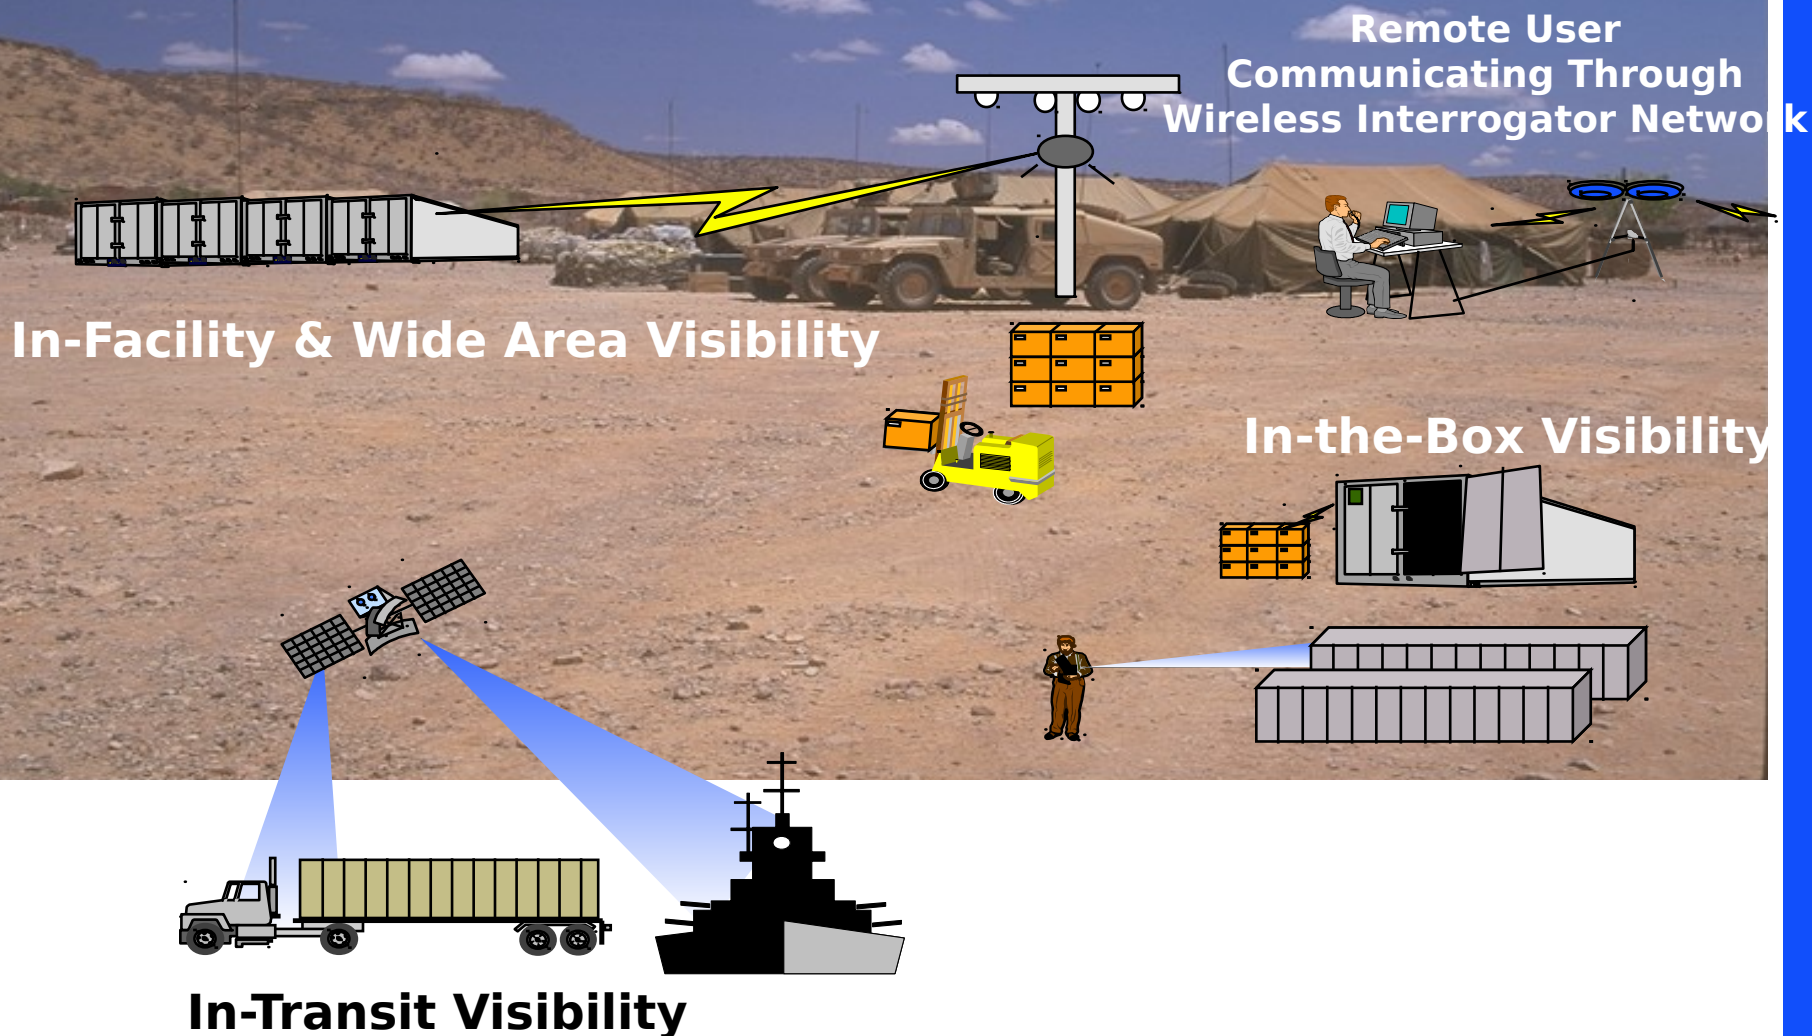 Remote User
Communicating Through
Wireless Interrogator Network
In-Facility & Wide Area Visibility
In-the-Box Visibility
In-Transit Visibility